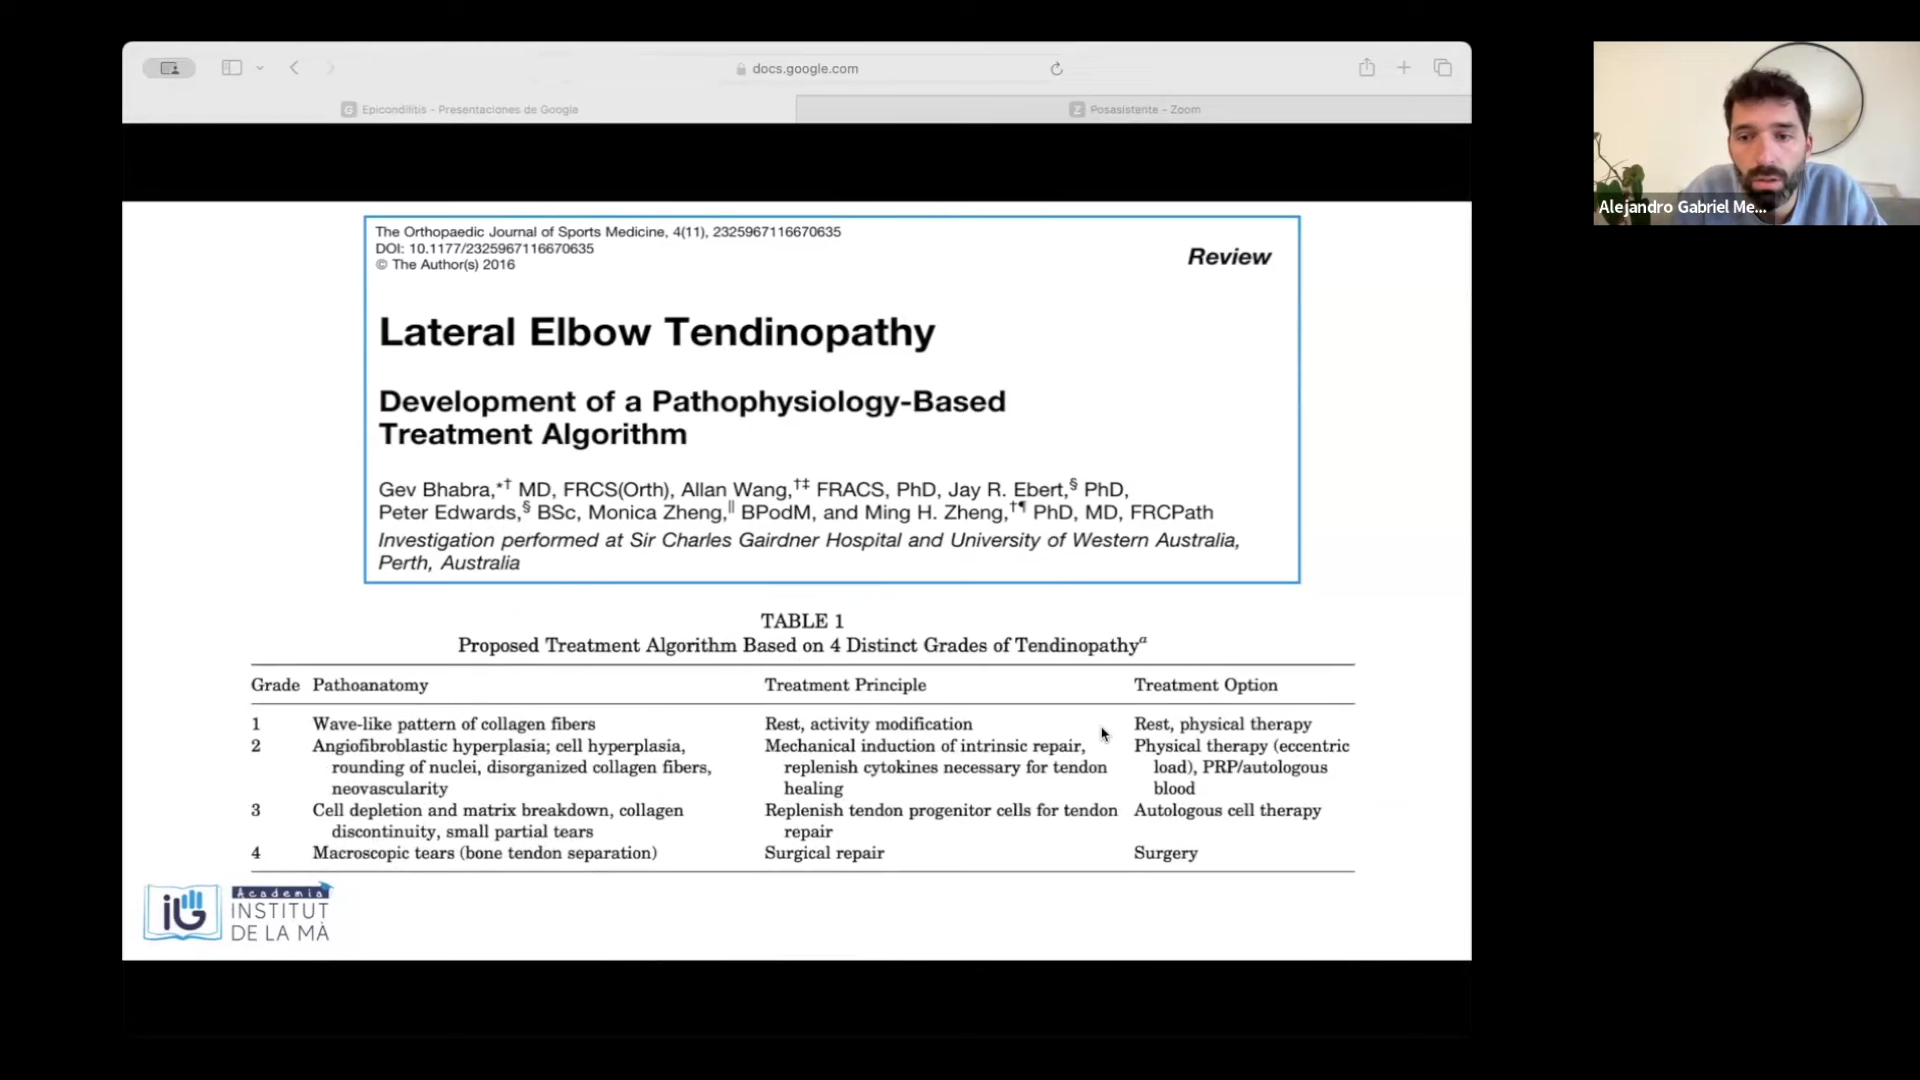 docs.google.com
Epicondilitis - Presentaciones de Google
Posasistente - Zoom
Alejandro Gabriel Me...
The Orthopaedic Journal of Sports Medicine, 4(11), 2325967116670635
DOI: 10.1177/2325967116670635
© The Author(s) 2016
Review
Lateral Elbow Tendinopathy
Development of a Pathophysiology-Based
Treatment Algorithm
Gev Bhabra,*† MD, FRCS(Orth), Allan Wang,†‡ FRACS, PhD, Jay R. Ebert,§ PhD,
Peter Edwards,§ BSc, Monica Zheng,|| BPodM, and Ming H. Zheng,†¶ PhD, MD, FRCPath
Investigation performed at Sir Charles Gairdner Hospital and University of Western Australia,
Perth, Australia
TABLE 1
Proposed Treatment Algorithm Based on 4 Distinct Grades of Tendinopathyª
Grade Pathoanatomy Treatment Principle Treatment Option
1 Wave-like pattern of collagen fibers Rest, activity modification Rest, physical therapy
2 Angiofibroblastic hyperplasia; cell hyperplasia, Mechanical induction of intrinsic repair, Physical therapy (eccentric
rounding of nuclei, disorganized collagen fibers, replenish cytokines necessary for tendon load), PRP/autologous
neovascularity healing blood
3 Cell depletion and matrix breakdown, collagen Replenish tendon progenitor cells for tendon Autologous cell therapy
discontinuity, small partial tears repair
4 Macroscopic tears (bone tendon separation) Surgical repair Surgery
Academia
INSTITUT
DE LA MÀ